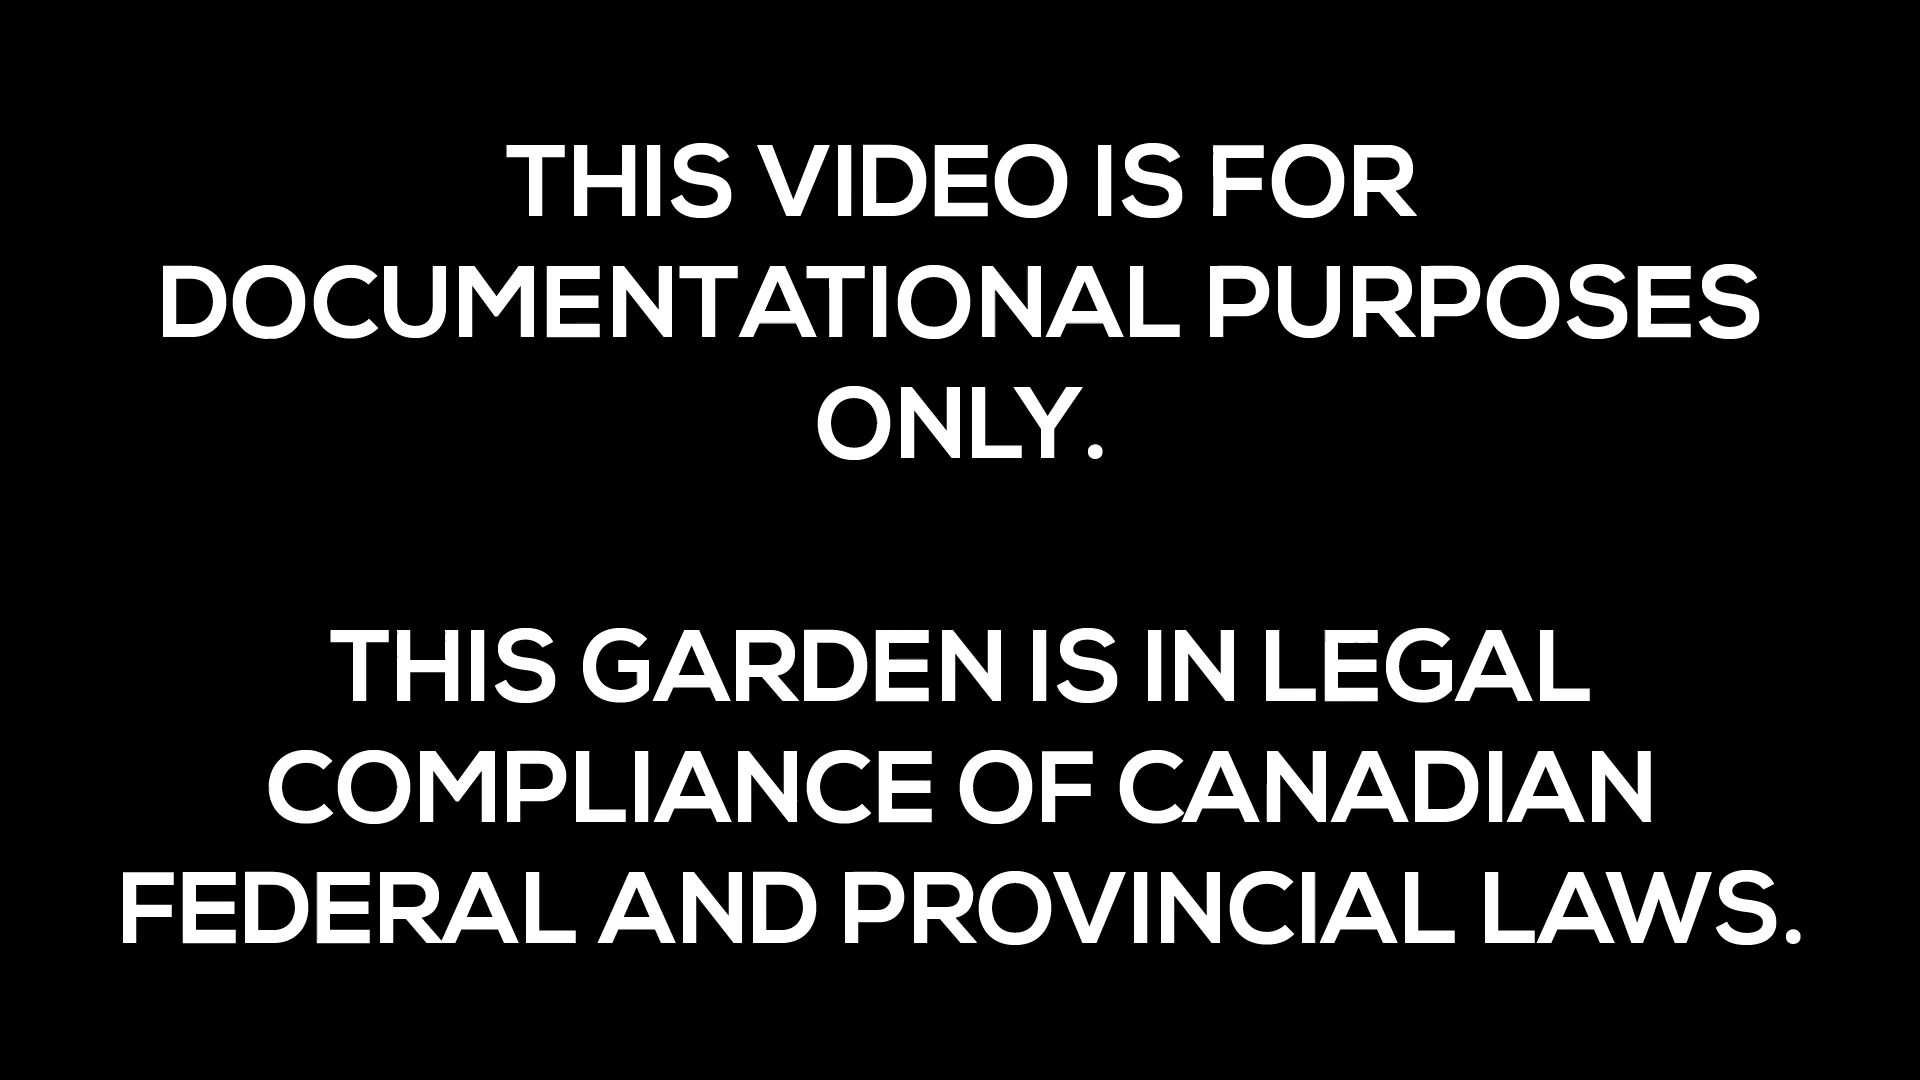 THIS VIDEO IS FOR
DOCUMENTATIONAL PURPOSES
ONLY.
THIS GARDEN IS IN LEGAL
COMPLIANCE OF CANADIAN
FEDERAL AND PROVINCIAL LAWS.